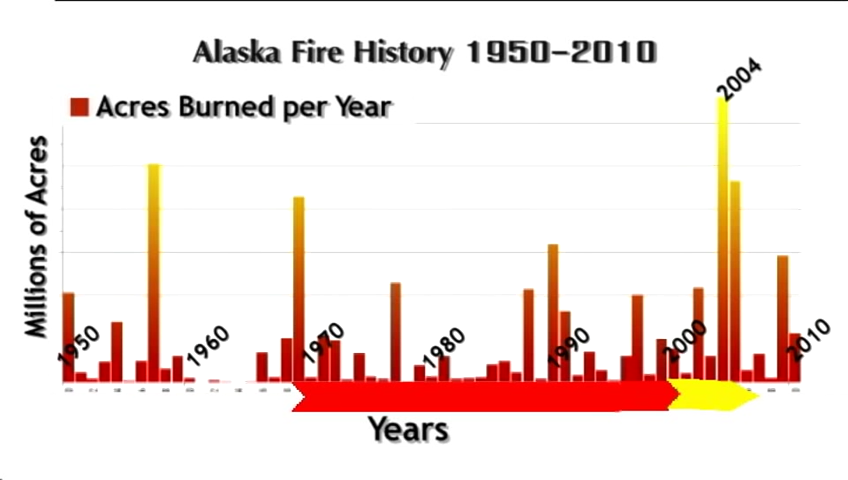 Alaska Fire History 1950-2010
2004
Acres Burned per Year
Millions of Acres
1950
1960
1970
1980
1990
2000
2010
Years